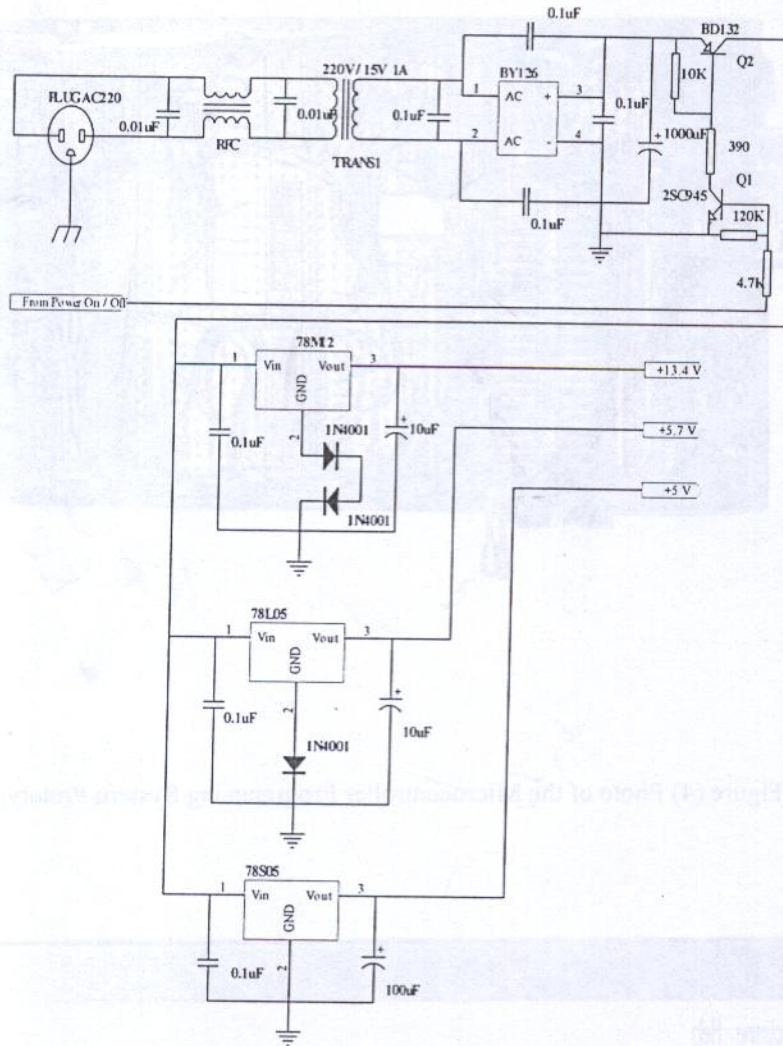 0.1uF
BD132
Q2
220V/ 15V 1A
BY126
PLUGAC220
1
AC
+
3
10K
0.01uF
0.01uF
0.1uF
0.1uF
2
AC
-
4
+
1000uF
390
RFC
TRANS1
Q1
2SC945
0.1uF
120K
4.7K
From Power On / Off
78M12
1
Vin
Vout
3
+13.4 V
GND
+
0.1uF
2
1N4001
10uF
+5.7 V
1N4001
+5 V
78L05
1
Vin
Vout
3
GND
+
0.1uF
2
1N4001
10uF
Figure (4) Photo of the Microcontroller Programming System Prototy
78S05
1
Vin
Vout
3
GND
+
0.1uF
2
100uF